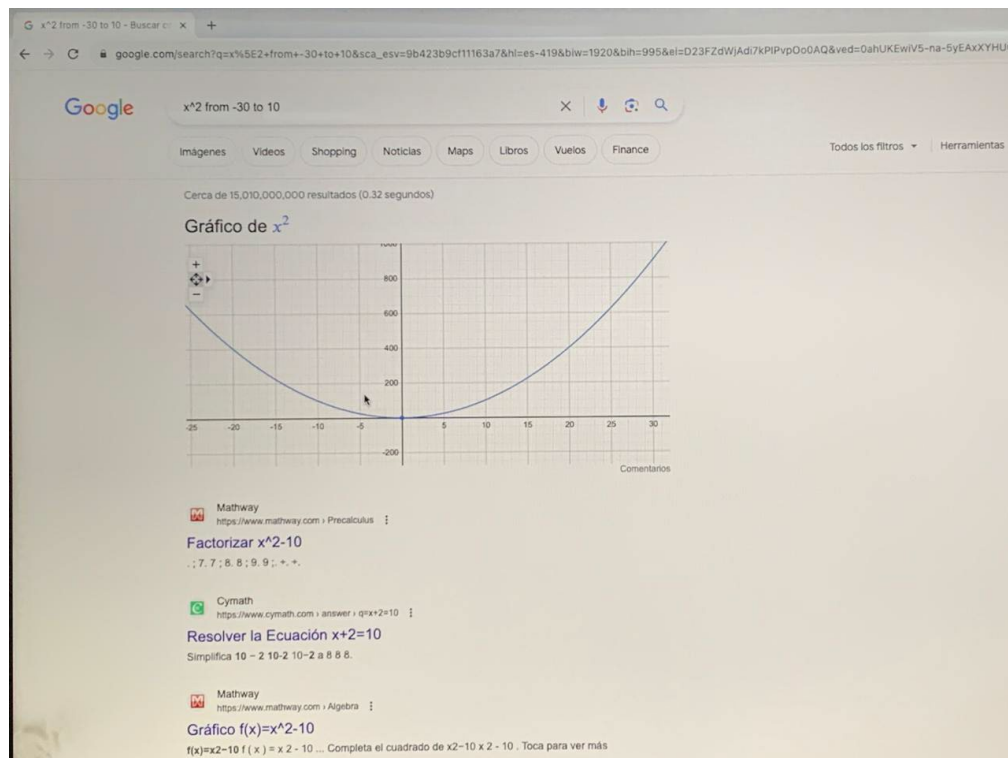 x^2 from -30 to 10 - Buscar c
google.com/search?q=x%5E2+from+-30+to+10&sca_esv=9b423b9cf11163a7&hl=es-419&biw=1920&bih=995&ei=D23FZdWjAdi7kPIPvpOo0AQ&ved=0ahUKEwiV5-na-5yEAxXYHU
Google
x^2 from -30 to 10
Imágenes Videos Shopping Noticias Maps Libros Vuelos Finance Todos los filtros Herramientas
Cerca de 15,010,000,000 resultados (0.32 segundos)
Gráfico de x²
800
600
400
200
-25 -20 -15 -10 -5 5 10 15 20 25 30
-200
Comentarios
Mathway
https://www.mathway.com › Precalculus
Factorizar x^2-10
. ; 7. 7 ; 8. 8 ; 9. 9 ;. +. +.
Cymath
https://www.cymath.com › answer › q=x+2=10
Resolver la Ecuación x+2=10
Simplifica 10 − 2 10-2 10−2 a 8 8 8.
Mathway
https://www.mathway.com › Algebra
Gráfico f(x)=x^2-10
f(x)=x2−10 f ( x ) = x 2 - 10 ... Completa el cuadrado de x2−10 x 2 - 10 . Toca para ver más